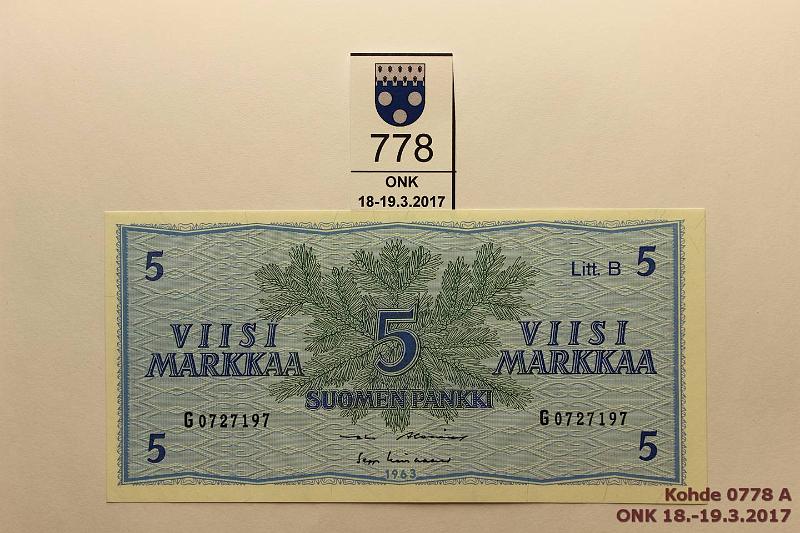 778
ONK
18-19.3.2017
5
Litt. B 5
VIISI MARKKAA
5
VIISI MARKKAA
SUOMEN PANKKI
G0727197
G0727197
5
1963
5
Kohde 0778 A
ONK 18.-19.3.2017